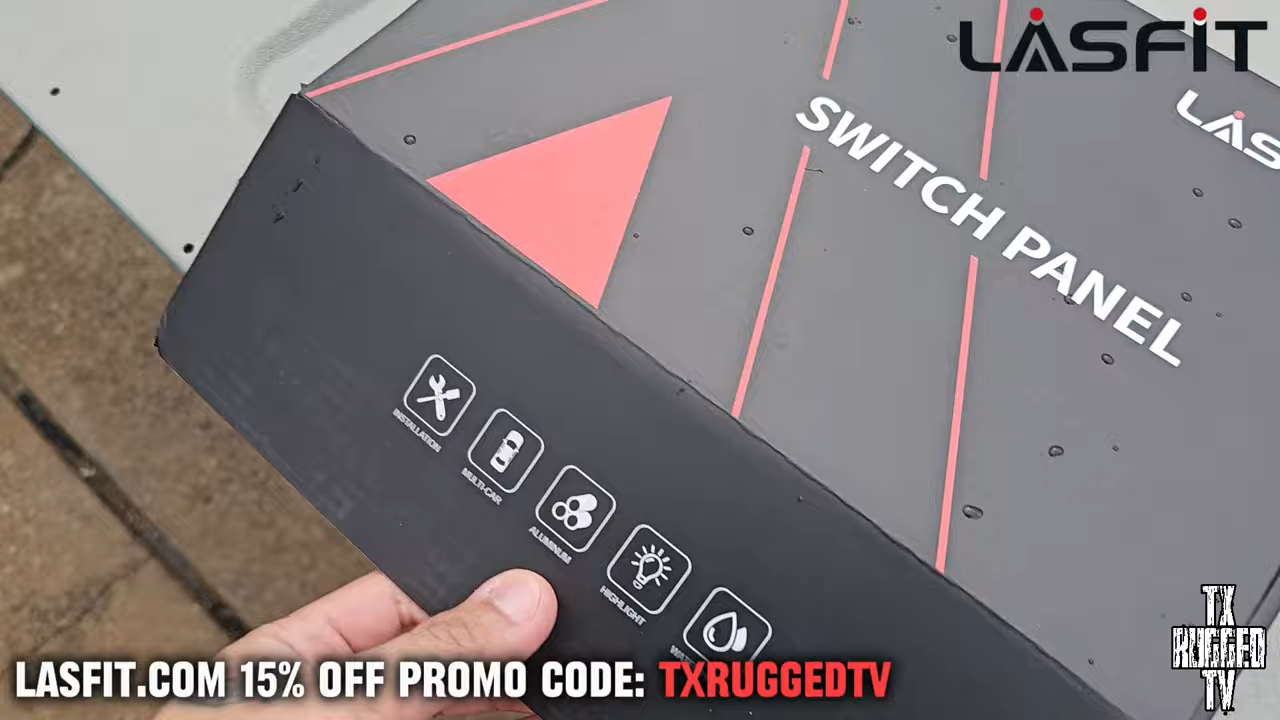 LASFIT
LAS
SWITCH PANEL
INSTALLATION
MULTI-CAR
ALUMINUM
HIGHLIGHT
TX
RUGGED
TV
LASFIT.COM 15% OFF PROMO CODE: TXRUGGEDTV